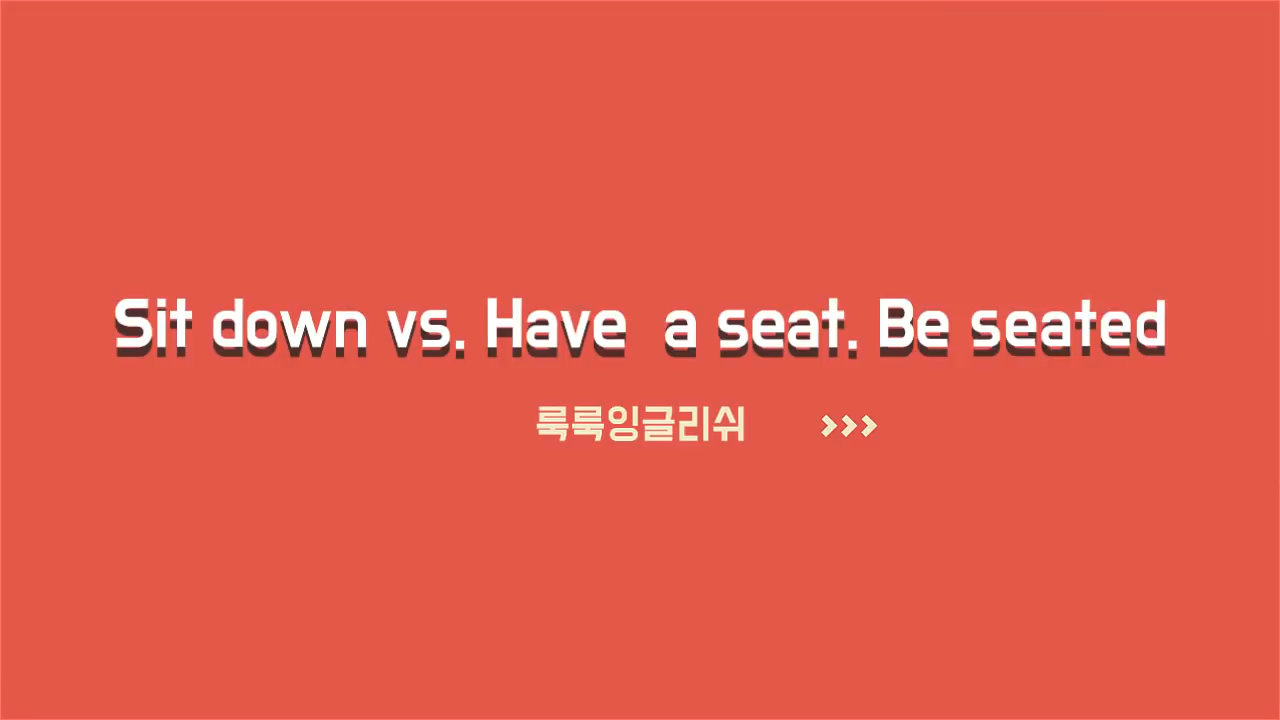 Sit down vs. Have a seat. Be seated
룩룩잉글리쉬 >>>